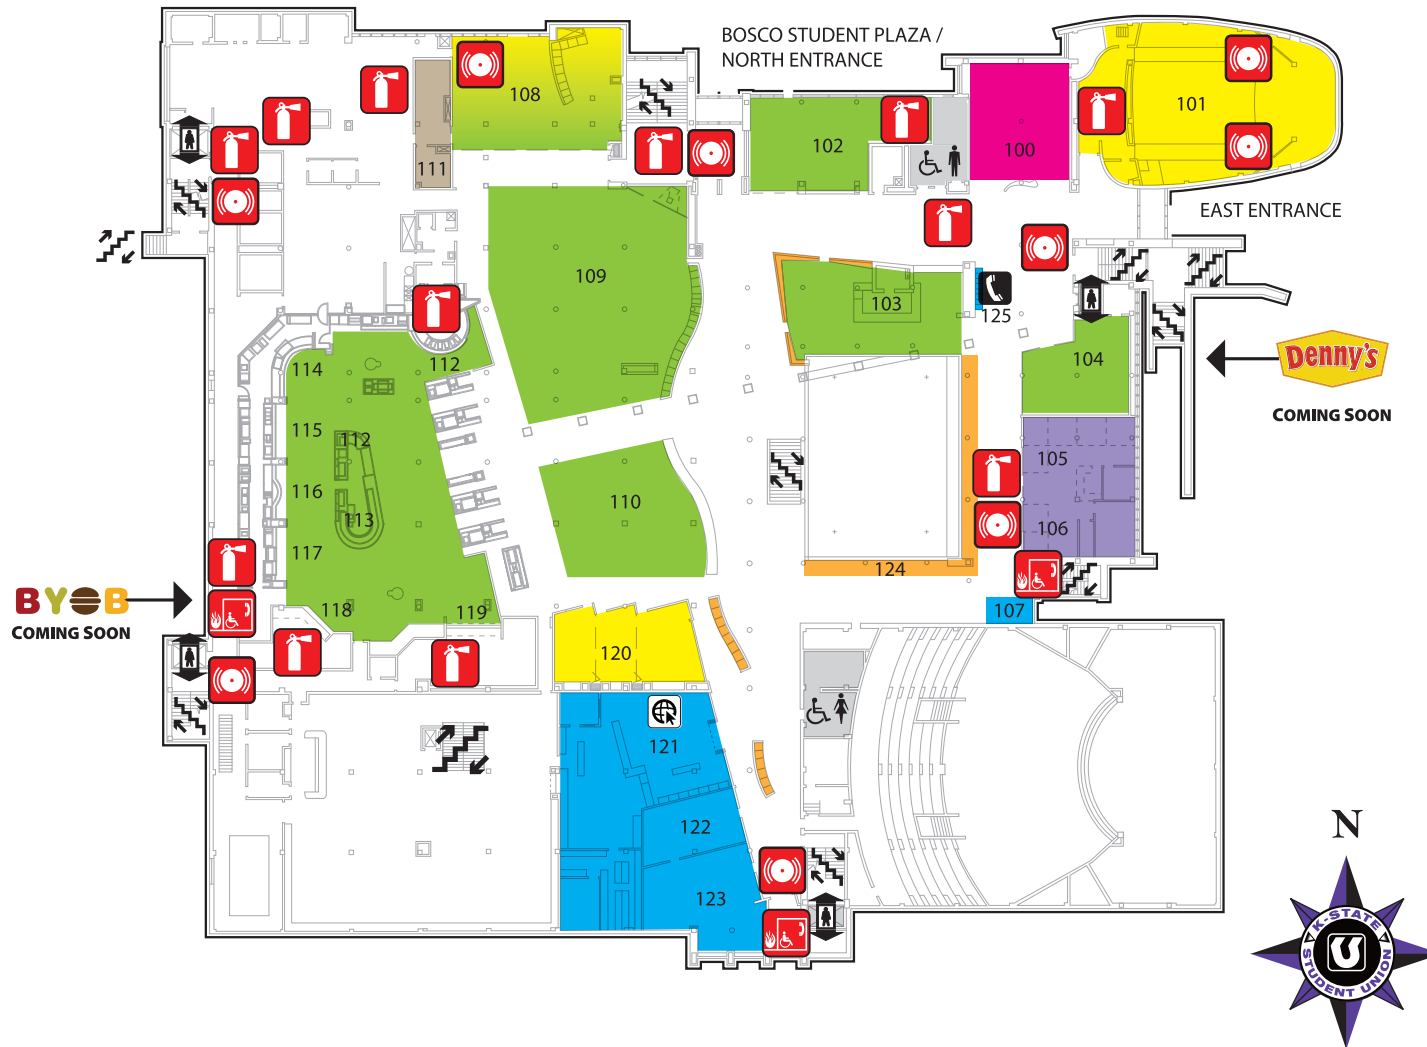 BOSCO STUDENT PLAZA /
NORTH ENTRANCE
108
101
102
100
111
EAST ENTRANCE
109
103
125
104
112
114
Denny's
COMING SOON
115
112
105
116
110
113
106
117
124
BYOB
COMING SOON
118
119
107
120
121
122
123
N
K-STATE
STUDENT UNION
U